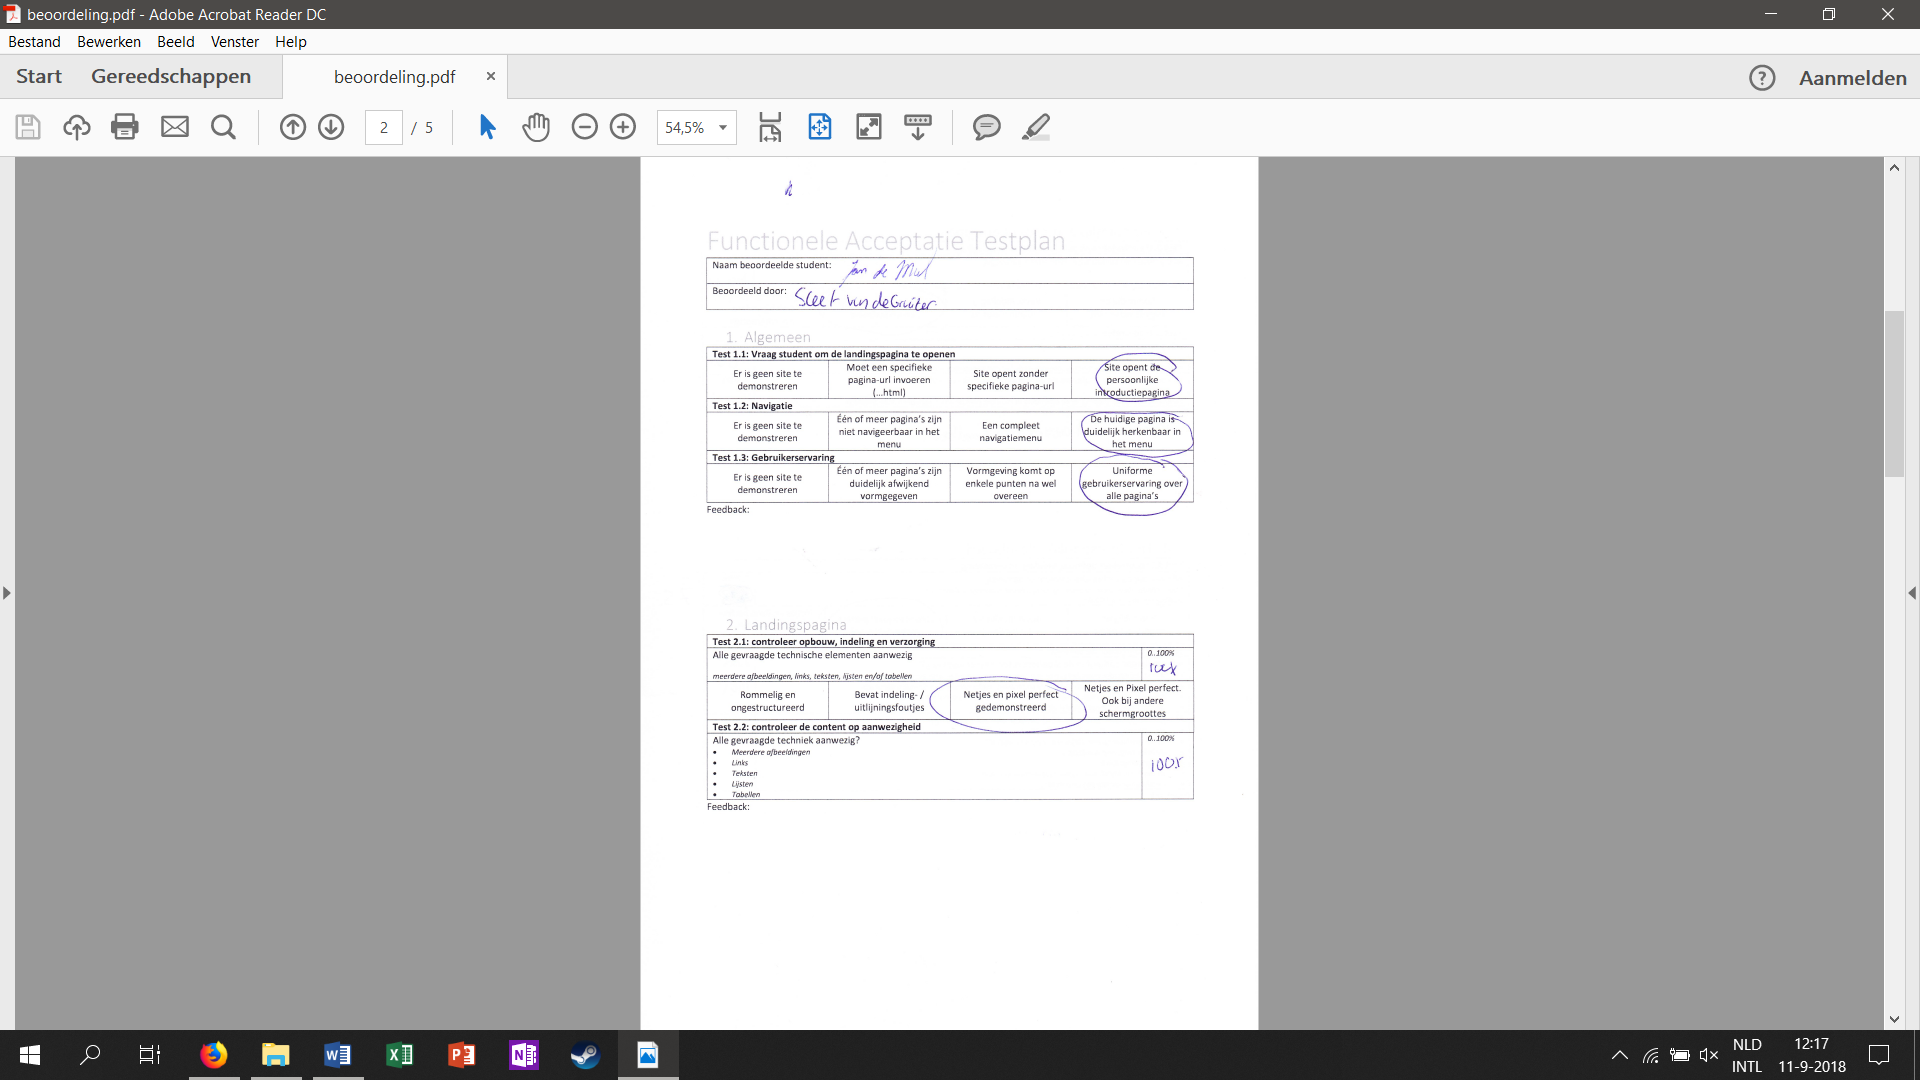 beoordeling.pdf - Adobe Acrobat Reader DC
Bestand Bewerken Beeld Venster Help
Start Gereedschappen beoordeling.pdf Aanmelden
2 / 5 54,5%
Functionele Acceptatie Testplan
Naam beoordeelde student: Jan de Mul
Beoordeeld door: van de Gruiter
1. Algemeen
Test 1.1: Vraag student om de landingspagina te openen
Er is geen site te demonstreren
Moet een specifieke pagina-url invoeren (...html)
Site opent zonder specifieke pagina-url
Site opent de persoonlijke introductiepagina
Test 1.2: Navigatie
Er is geen site te demonstreren
Één of meer pagina's zijn niet navigeerbaar in het menu
Een compleet navigatiemenu
De huidige pagina is duidelijk herkenbaar in het menu
Test 1.3: Gebruikerservaring
Er is geen site te demonstreren
Één of meer pagina's zijn duidelijk afwijkend vormgegeven
Vormgeving komt op enkele punten na wel overeen
Uniforme gebruikerservaring over alle pagina's
Feedback:
2. Landingspagina
Test 2.1: controleer opbouw, indeling en verzorging
Alle gevraagde technische elementen aanwezig
0..100%
100%
meerdere afbeeldingen, links, teksten, lijsten en/of tabellen
Rommelig en ongestructureerd
Bevat indeling- / uitlijningsfoutjes
Netjes en pixel perfect gedemonstreerd
Netjes en Pixel perfect. Ook bij andere schermgroottes
Test 2.2: controleer de content op aanwezigheid
Alle gevraagde techniek aanwezig?
0..100%
• Meerdere afbeeldingen
• Links
100%
• Teksten
• Lijsten
• Tabellen
Feedback:
NLD 12:17
INTL 11-9-2018